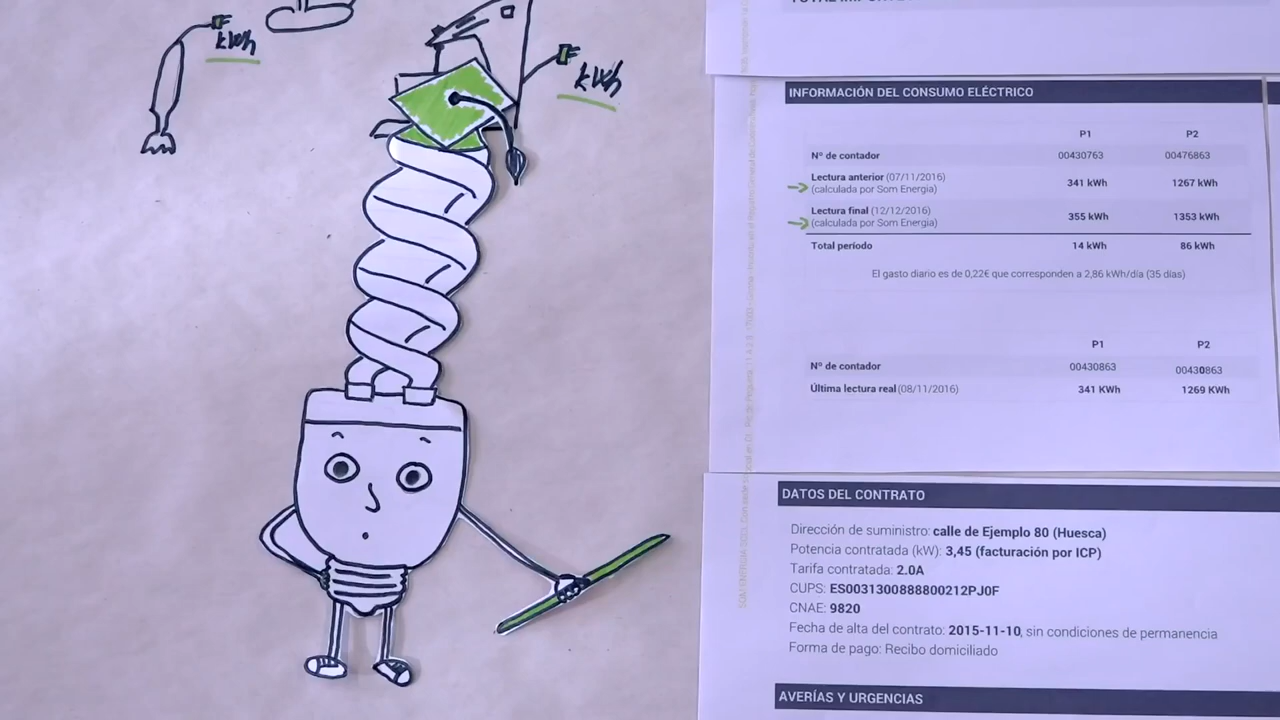 kWh
kWh
INFORMACIÓN DEL CONSUMO ELÉCTRICO
P1 P2
Nº de contador 00430763 00476863
Lectura anterior (07/11/2016)
(calculada por Som Energia) 341 kWh 1267 kWh
Lectura final (12/12/2016)
(calculada por Som Energia) 355 kWh 1353 kWh
Total período 14 kWh 86 kWh
El gasto diario es de 0,22€ que corresponden a 2,86 kWh/día (35 días)
P1 P2
Nº de contador 00430863 00430863
Última lectura real (08/11/2016) 341 KWh 1269 KWh
DATOS DEL CONTRATO
Dirección de suministro: calle de Ejemplo 80 (Huesca)
Potencia contratada (kW): 3,45 (facturación por ICP)
Tarifa contratada: 2.0A
CUPS: ES0031300888800212PJ0F
CNAE: 9820
Fecha de alta del contrato: 2015-11-10, sin condiciones de permanencia
Forma de pago: Recibo domiciliado
AVERÍAS Y URGENCIAS